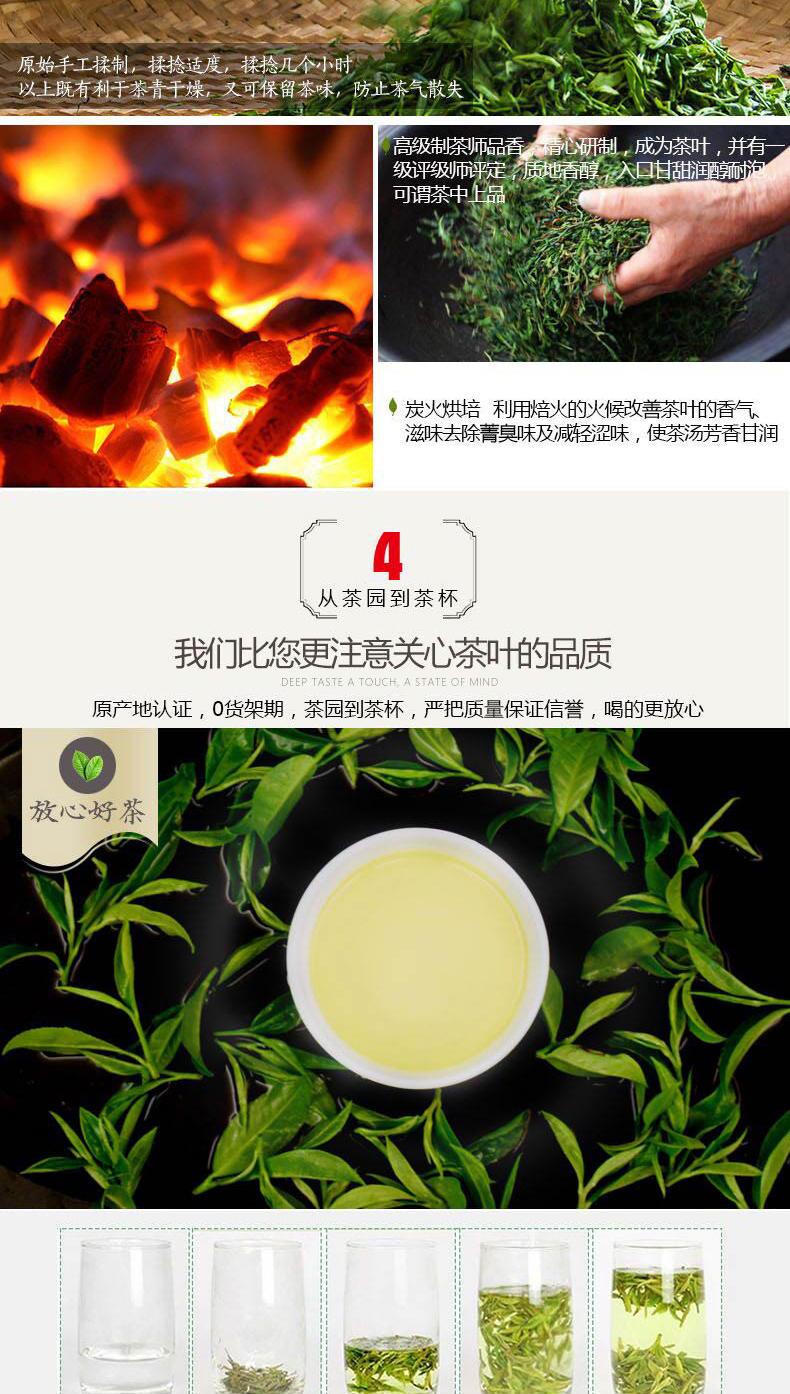 原始手工揉制，揉捻适度，揉捻几个小时
以上既有利于茶青干燥，又可保留茶味，防止茶气散失
高级制茶师品香，精心研制，成为茶叶，并有一
级评级师评定，质地香醇，入口甘甜润醇耐泡。
可谓茶中上品
炭火烘培 利用焙火的火候改善茶叶的香气、
滋味去除菁臭味及减轻涩味，使茶汤芳香甘润
4
从茶园到茶杯
我们比您更注意关心茶叶的品质
DEEP TASTE A TOUCH, A STATE OF MIND
原产地认证，0货架期，茶园到茶杯，严把质量保证信誉，喝的更放心
放心好茶